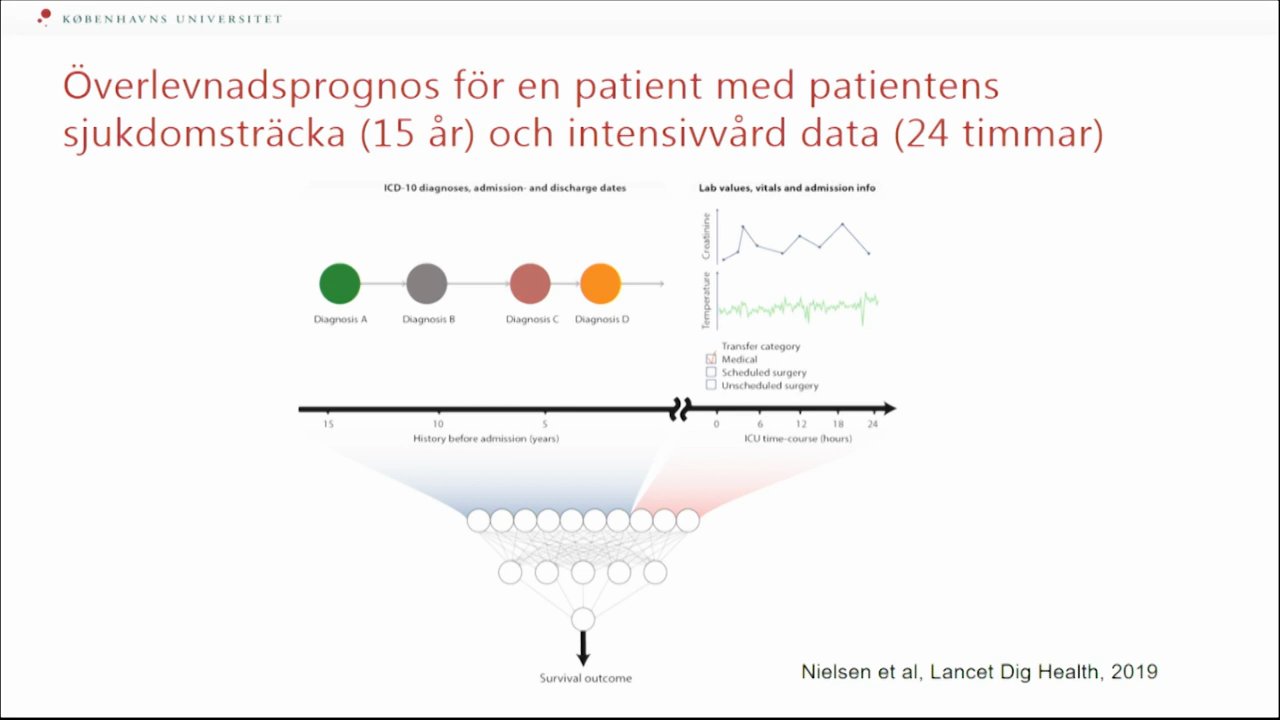 KØBENHAVNS UNIVERSITET
Överlevnadsprognos för en patient med patientens
sjukdomsträcka (15 år) och intensivvård data (24 timmar)
ICD-10 diagnoses, admission- and discharge dates
Diagnosis A
Diagnosis B
Diagnosis C
Diagnosis D
Lab values, vitals and admission info
Creatinine
Temperature
Transfer category
Medical
Scheduled surgery
Unscheduled surgery
15 10 5
History before admission (years)
0 6 12 18 24
ICU time-course (hours)
Survival outcome
Nielsen et al, Lancet Dig Health, 2019